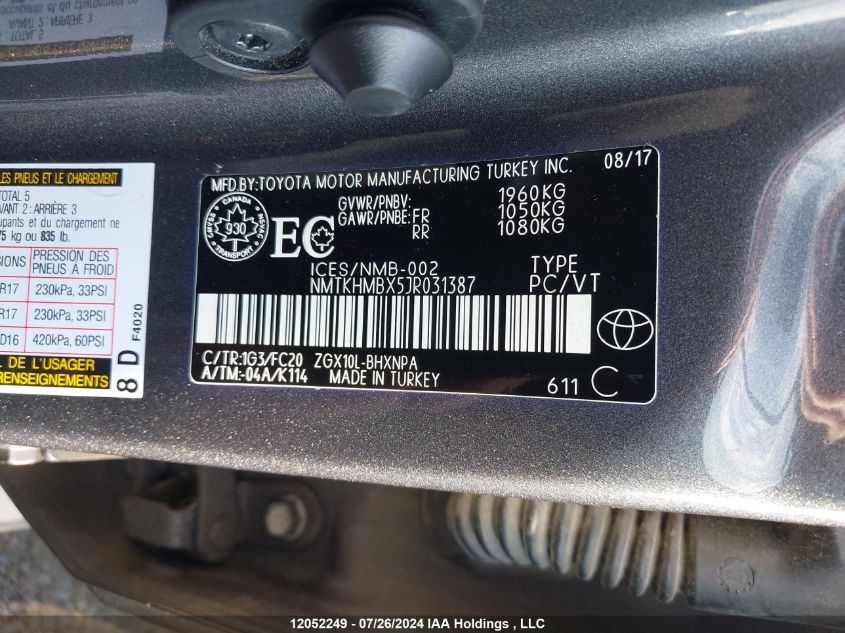 LES PNEUS ET LE CHARGEMENT
TOTAL 5
AVANT 2 : ARRIÈRE 3
upants et du chargement ne
75 kg ou 835 lb.
PRESSION DES
PNEUS A FROID
R17 230kPa, 33PSI
R17 230kPa, 33PSI
D16 420kPa, 60PSI
L DE L'USAGER
RENSEIGNEMENTS
8 D F4020
MFD.BY:TOYOTA MOTOR MANUFACTURING TURKEY INC. 08/17
GVWR/PNBV: 1960KG
GAWR/PNBE:FR 1050KG
RR 1080KG
CANADA
930
TRANSPORT
EC
ICES/NMB-002 TYPE
NMTKHMBX5JR031387 PC/VT
C/TR:1G3/FC20 ZGX10L-BHXNPA
A/TM:-04A/K114 MADE IN TURKEY
611 C
12052249 - 07/26/2024 IAA Holdings , LLC